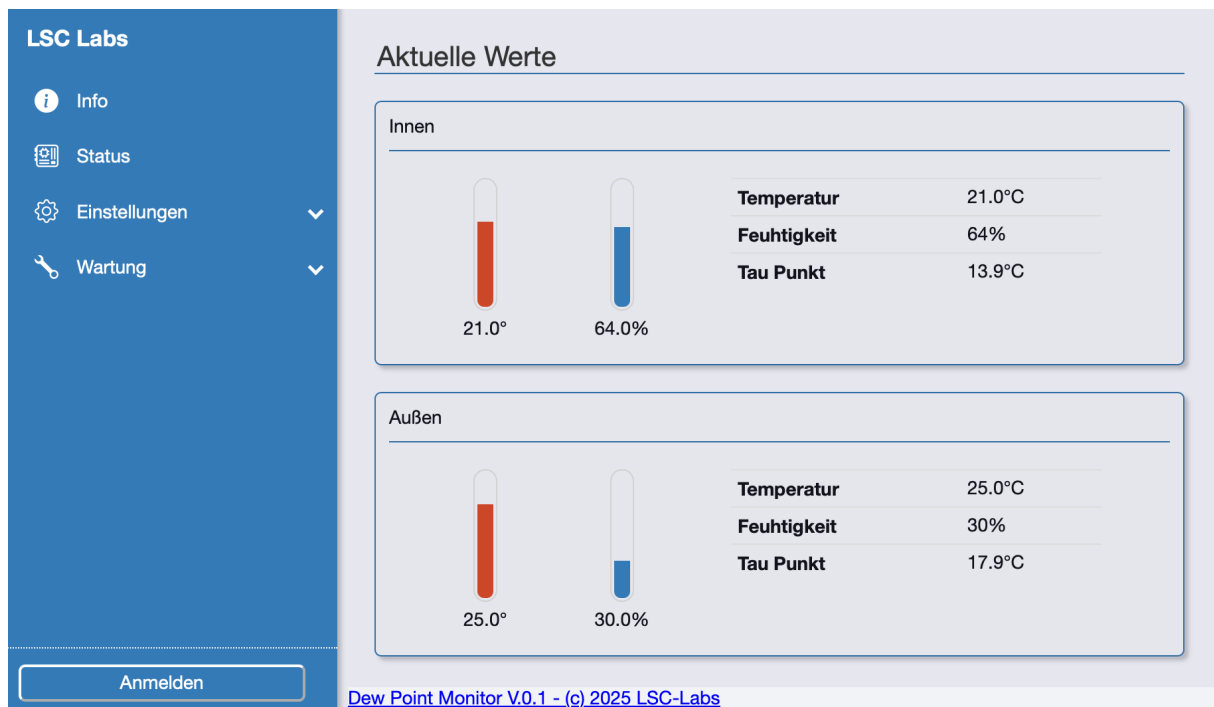 LSC Labs
Info
Status
Einstellungen
Wartung
Anmelden
Aktuelle Werte
Innen
21.0°
64.0%
Temperatur 21.0°C
Feuhtigkeit 64%
Tau Punkt 13.9°C
Außen
25.0°
30.0%
Temperatur 25.0°C
Feuhtigkeit 30%
Tau Punkt 17.9°C
Dew Point Monitor V.0.1 - (c) 2025 LSC-Labs